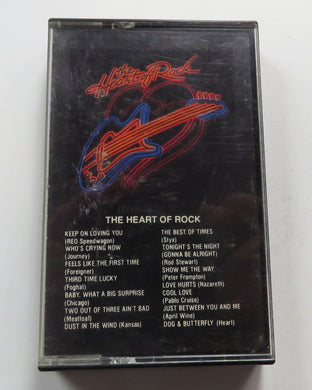 the
Heart of Rock
THE HEART OF ROCK
KEEP ON LOVING YOU
(REO Speedwagon)
WHO'S CRYING NOW
(Journey)
FEELS LIKE THE FIRST TIME
(Foreigner)
THIRD TIME LUCKY
(Foghat)
BABY, WHAT A BIG SURPRISE
(Chicago)
TWO OUT OF THREE AIN'T BAD
(Meatloaf)
DUST IN THE WIND (Kansas)
THE BEST OF TIMES
(Styx)
TONIGHT'S THE NIGHT
(GONNA BE ALRIGHT)
(Rod Stewart)
SHOW ME THE WAY
(Peter Frampton)
LOVE HURTS (Nazareth)
COOL LOVE
(Pablo Cruise)
JUST BETWEEN YOU AND ME
(April Wine)
DOG & BUTTERFLY (Heart)